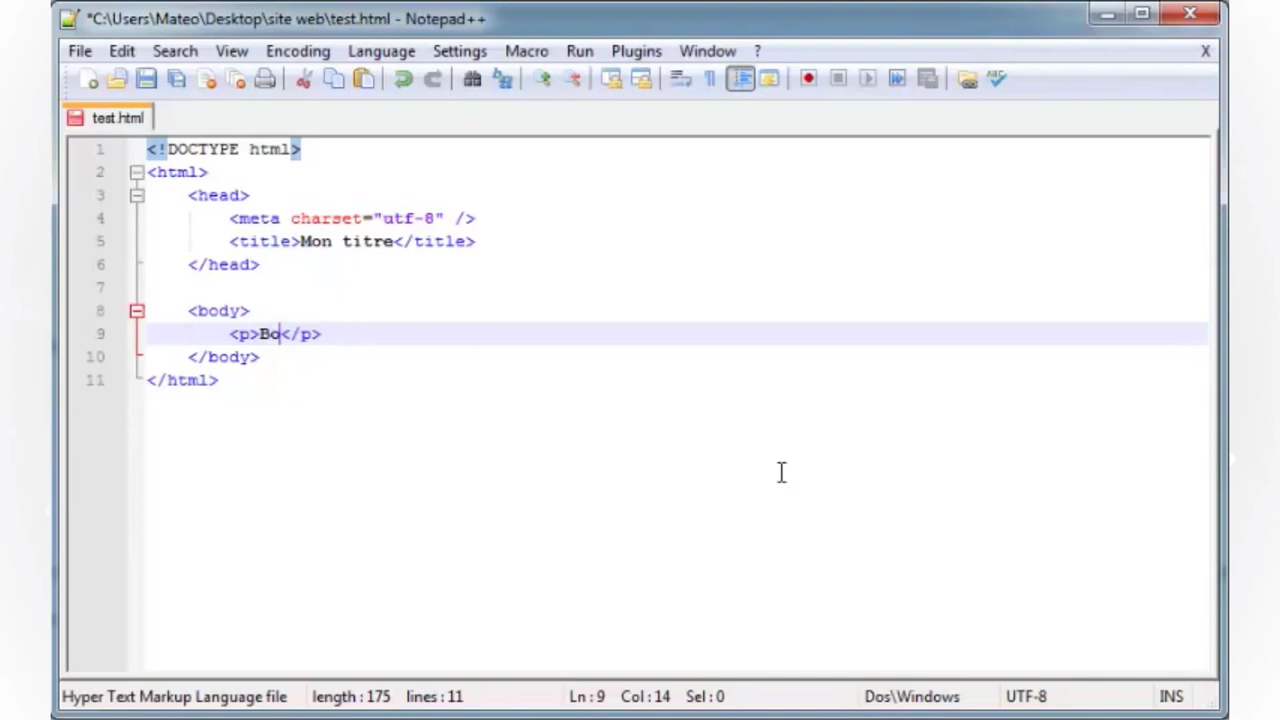 *C:\Users\Mateo\Desktop\site web\test.html - Notepad++
File Edit Search View Encoding Language Settings Macro Run Plugins Window ? X
test.html
1 <!DOCTYPE html>
2 <html>
3 <head>
4 <meta charset="utf-8" />
5 <title>Mon titre</title>
6 </head>
7
8 <body>
9 <p>Bo</p>
10 </body>
11 </html>
Hyper Text Markup Language file length : 175 lines : 11 Ln : 9 Col : 14 Sel : 0 Dos\Windows UTF-8 INS